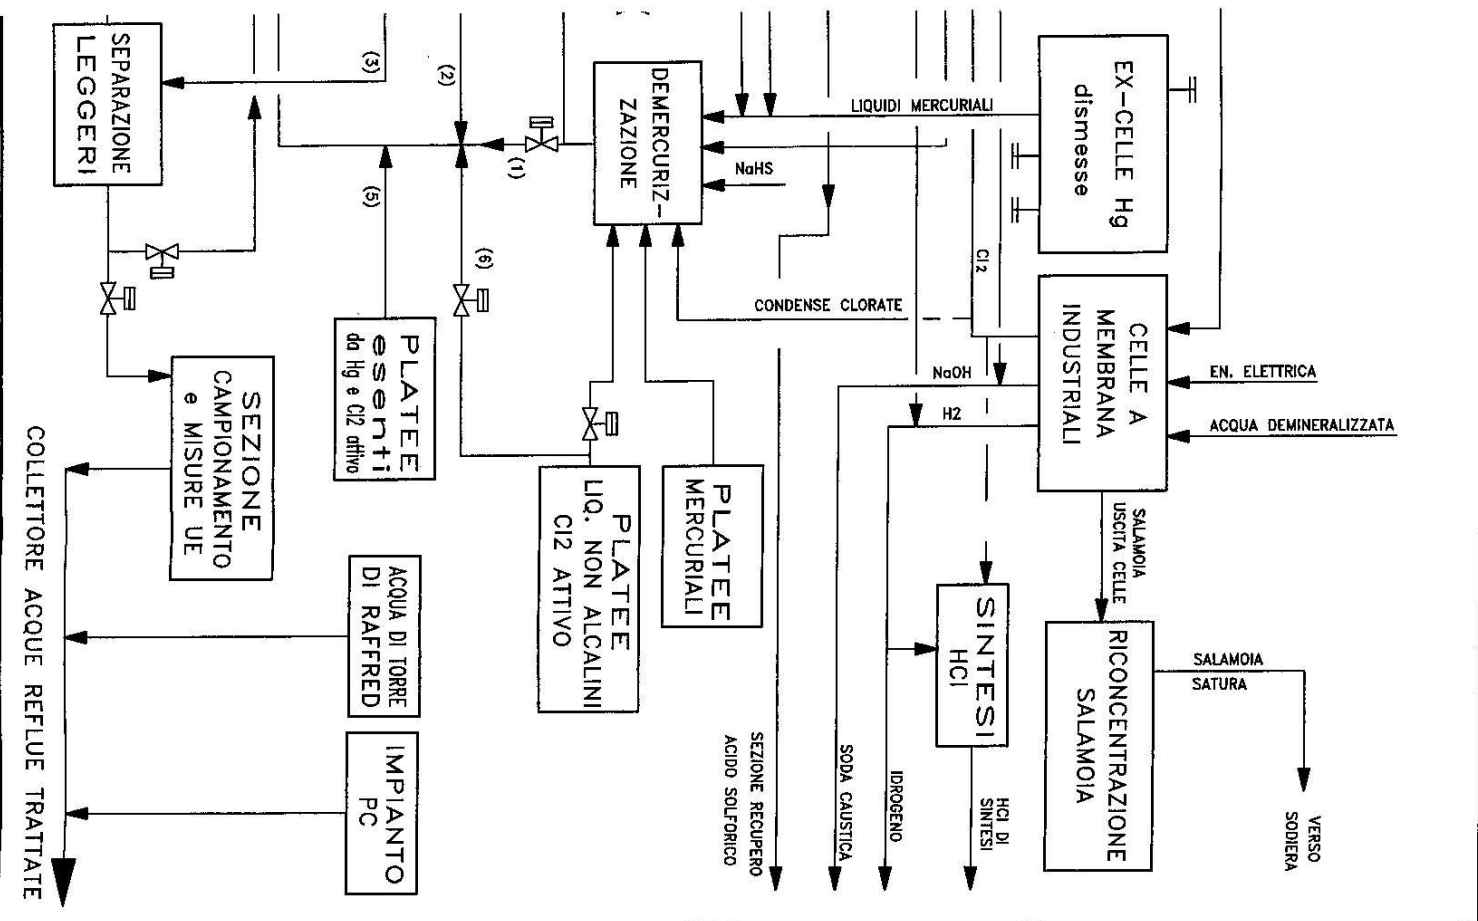 SEPARAZIONE
LEGGERI
(3)
(2)
(1)
(5)
(6)
DEMERCURIZ-
ZAZIONE
LIQUIDI MERCURIALI
NaHS
EX-CELLE Hg
dismesse
Cl2
CONDENSE CLORATE
CELLE A
MEMBRANA
INDUSTRIALI
EN. ELETTRICA
ACQUA DEMINERALIZZATA
NaOH
H2
PLATEE
esenti
da Hg e Cl2 attivo
SEZIONE
CAMPIONAMENTO
e MISURE UE
PLATEE
LIQ. NON ALCALINI
Cl2 ATTIVO
PLATEE
MERCURIALI
SALAMOIA
USCITA CELLE
SINTESI
HCl
RICONCENTRAZIONE
SALAMOIA
SALAMOIA
SATURA
ACQUA DI TORRE
DI RAFFRED
IMPIANTO
PC
COLLETTORE ACQUE REFLUE TRATTATE
SEZIONE RECUPERO
ACIDO SOLFORICO
SODA CAUSTICA
IDROGENO
HCl DI
SINTESI
VERSO
SODIERA